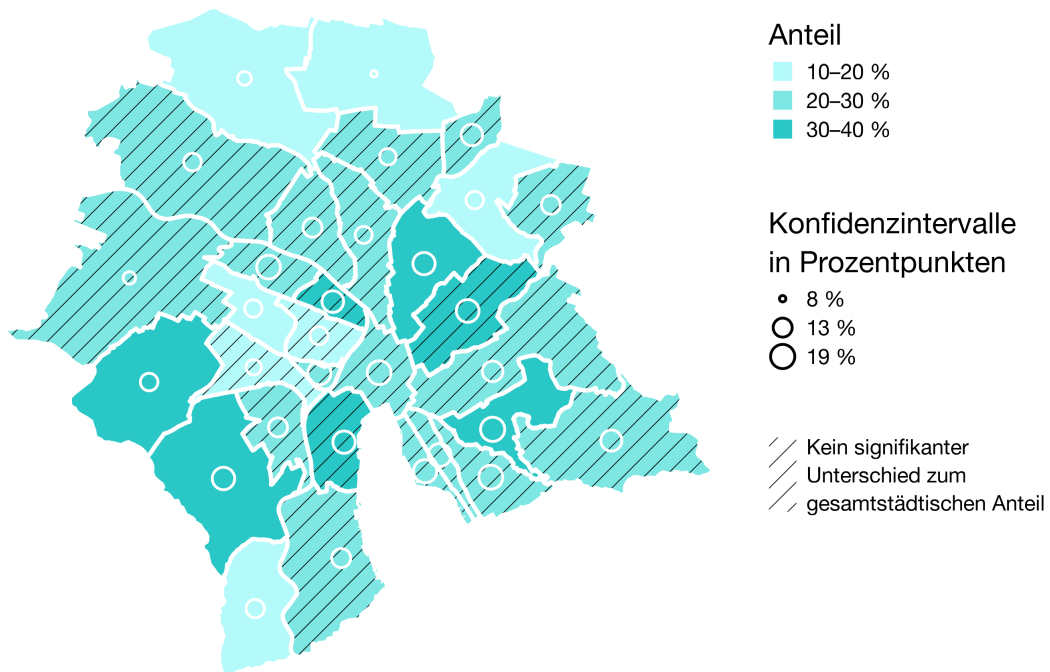 Anteil
10–20 %
20–30 %
30–40 %
Konfidenzintervalle
in Prozentpunkten
8 %
13 %
19 %
Kein signifikanter
Unterschied zum
gesamtstädtischen Anteil